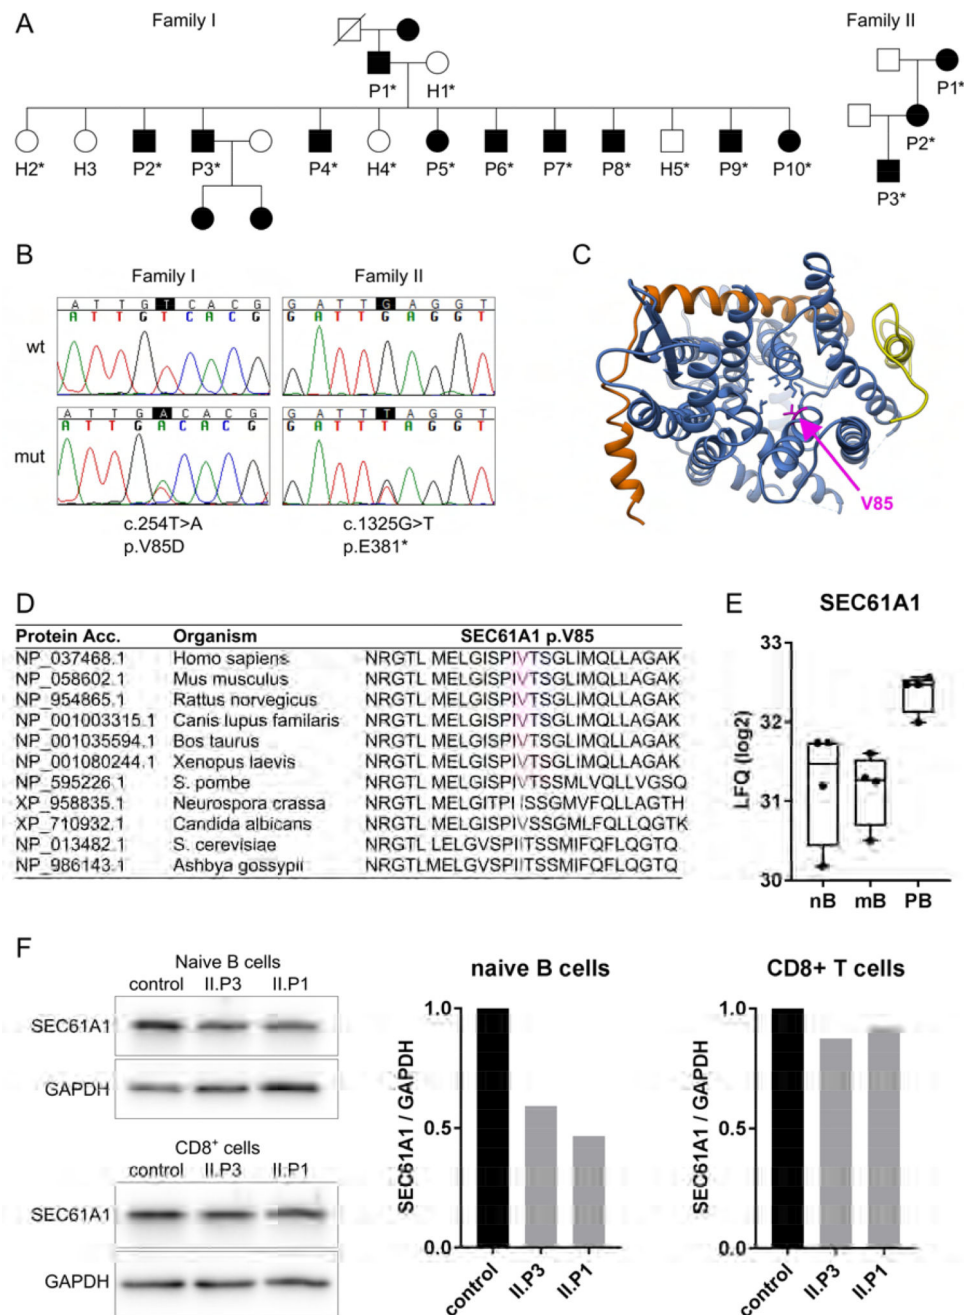 A
Family I
Family II
P1*
H1*
P1*
P2*
H2*
H3
P2*
P3*
P4*
H4*
P5*
P6*
P7*
P8*
H5*
P9*
P10*
P3*
B
Family I
Family II
A T T G T C A C G
A T T G T C A C G
G A T T G A G G T
G A T T G A G G T
wt
A T T G A C A C G
A T T G A C A C G
G A T T T A G G T
G A T T T A G G T
mut
c.254T>A
p.V85D
c.1325G>T
p.E381*
C
V85
D
Protein Acc. Organism SEC61A1 p.V85
NP_037468.1 Homo sapiens NRGTL MELGISPIVTSGLIMQLLAGAK
NP_058602.1 Mus musculus NRGTL MELGISPIVTSGLIMQLLAGAK
NP_954865.1 Rattus norvegicus NRGTL MELGISPIVTSGLIMQLLAGAK
NP_001003315.1 Canis lupus familaris NRGTL MELGISPIVTSGLIMQLLAGAK
NP_001035594.1 Bos taurus NRGTL MELGISPIVTSGLIMQLLAGAK
NP_001080244.1 Xenopus laevis NRGTL MELGISPIVTSGLIMQLLAGAK
NP_595226.1 S. pombe NRGTL MELGISPIVTSSMLVQLLVGSQ
XP_958835.1 Neurospora crassa NRGTL MELGITPI ISSGMVFQLLAGTH
XP_710932.1 Candida albicans NRGTL MELGISPIVSSGMLFQLLQGTK
NP_013482.1 S. cerevisiae NRGTL LELGVSPIITSSMIFQFLQGTQ
NP_986143.1 Ashbya gossypii NRGTLMELGVSPIITSSMIFQFLQGTQ
E
SEC61A1
LFQ (log2)
33
32
31
30
nB mB PB
F
Naive B cells
control II.P3 II.P1
SEC61A1
GAPDH
CD8+ cells
control II.P3 II.P1
SEC61A1
GAPDH
naive B cells
SEC61A1 / GAPDH
1.0
0.5
0.0
control
II.P3
II.P1
CD8+ T cells
SEC61A1 / GAPDH
1.0
0.5
0.0
control
II.P3
II.P1